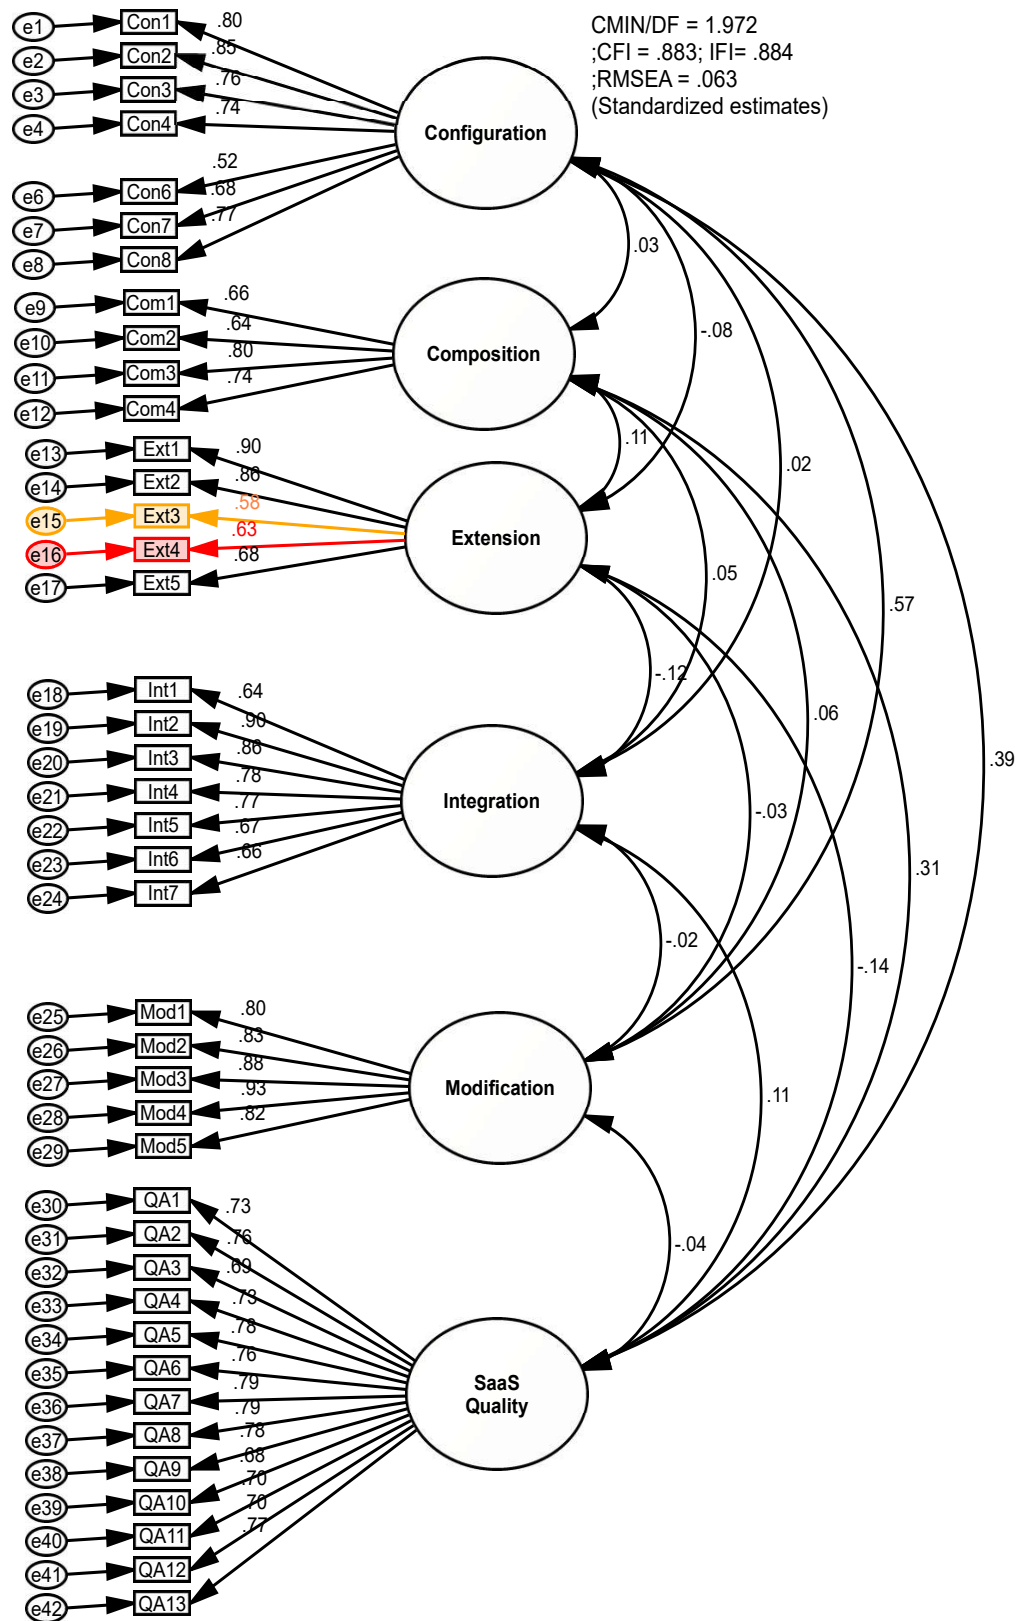 CMIN/DF = 1.972
;CFI = .883; IFI= .884
;RMSEA = .063
(Standardized estimates)
e1 Con1 .80
e2 Con2 .85
e3 Con3 .76
e4 Con4 .74
Configuration
e6 Con6 .52
e7 Con7 .68
e8 Con8 .77
.03
e9 Com1 .66
e10 Com2 .64
e11 Com3 .80
e12 Com4 .74
Composition
-.08
.11
.02
e13 Ext1 .90
e14 Ext2 .86
e15 Ext3 .58
e16 Ext4 .63
e17 Ext5 .68
Extension
.05
.57
-.12
.06
.39
e18 Int1 .64
e19 Int2 .90
e20 Int3 .86
e21 Int4 .78
e22 Int5 .77
e23 Int6 .67
e24 Int7 .66
Integration
-.03
.31
-.02
-.14
e25 Mod1 .80
e26 Mod2 .83
e27 Mod3 .88
e28 Mod4 .93
e29 Mod5 .82
Modification
.11
-.04
e30 QA1 .73
e31 QA2 .76
e32 QA3 .69
e33 QA4 .73
e34 QA5 .78
e35 QA6 .76
e36 QA7 .79
e37 QA8 .79
e38 QA9 .78
e39 QA10 .68
e40 QA11 .70
e41 QA12 .70
e42 QA13 .77
SaaS
Quality